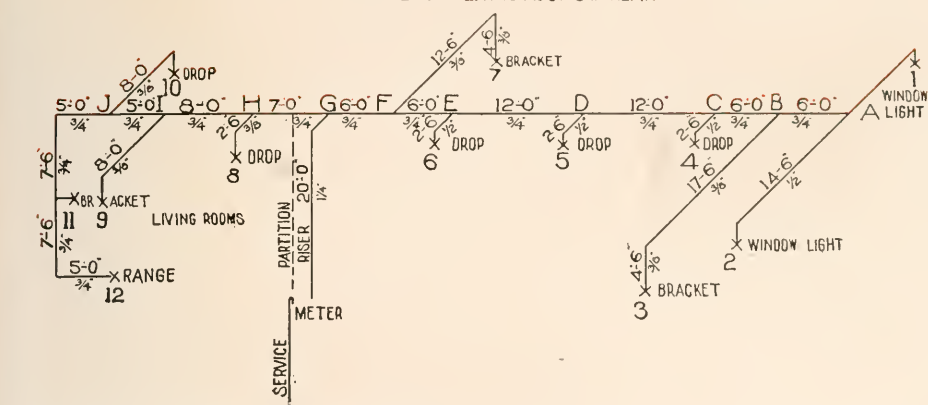 8'-0" 3/8" 10 DROP
12'-6" 3/8" 4'-6" 3/8" 7 BRACKET
1 WINDOW LIGHT
5'-0" J 5'-0" I 8'-0" H 7'-0" G 6'-0" F 6'-0" E 12'-0" D 12'-0" C 6'-0" B 6'-0" A
3/4" 3/4" 3/4" 3/4" 3/4" 3/4" 3/4" 3/4" 3/4" 3/4"
2'-6 3/8" 8 DROP
2'-6 1/2" 6 DROP
2'-6 1/2" 5 DROP
2'-6 1/2" 4 DROP
7'-6" 3/4"
8'-0" 3/8"
11 BR ACKET 9
LIVING ROOMS
PARTITION
RISER 20'-0" 1 1/4"
17'-6" 3/8"
14'-6" 1/2"
2 WINDOW LIGHT
7'-6" 3/4"
5'-0" 3/4" RANGE 12
4'-6" 3/8" BRACKET 3
METER
SERVICE